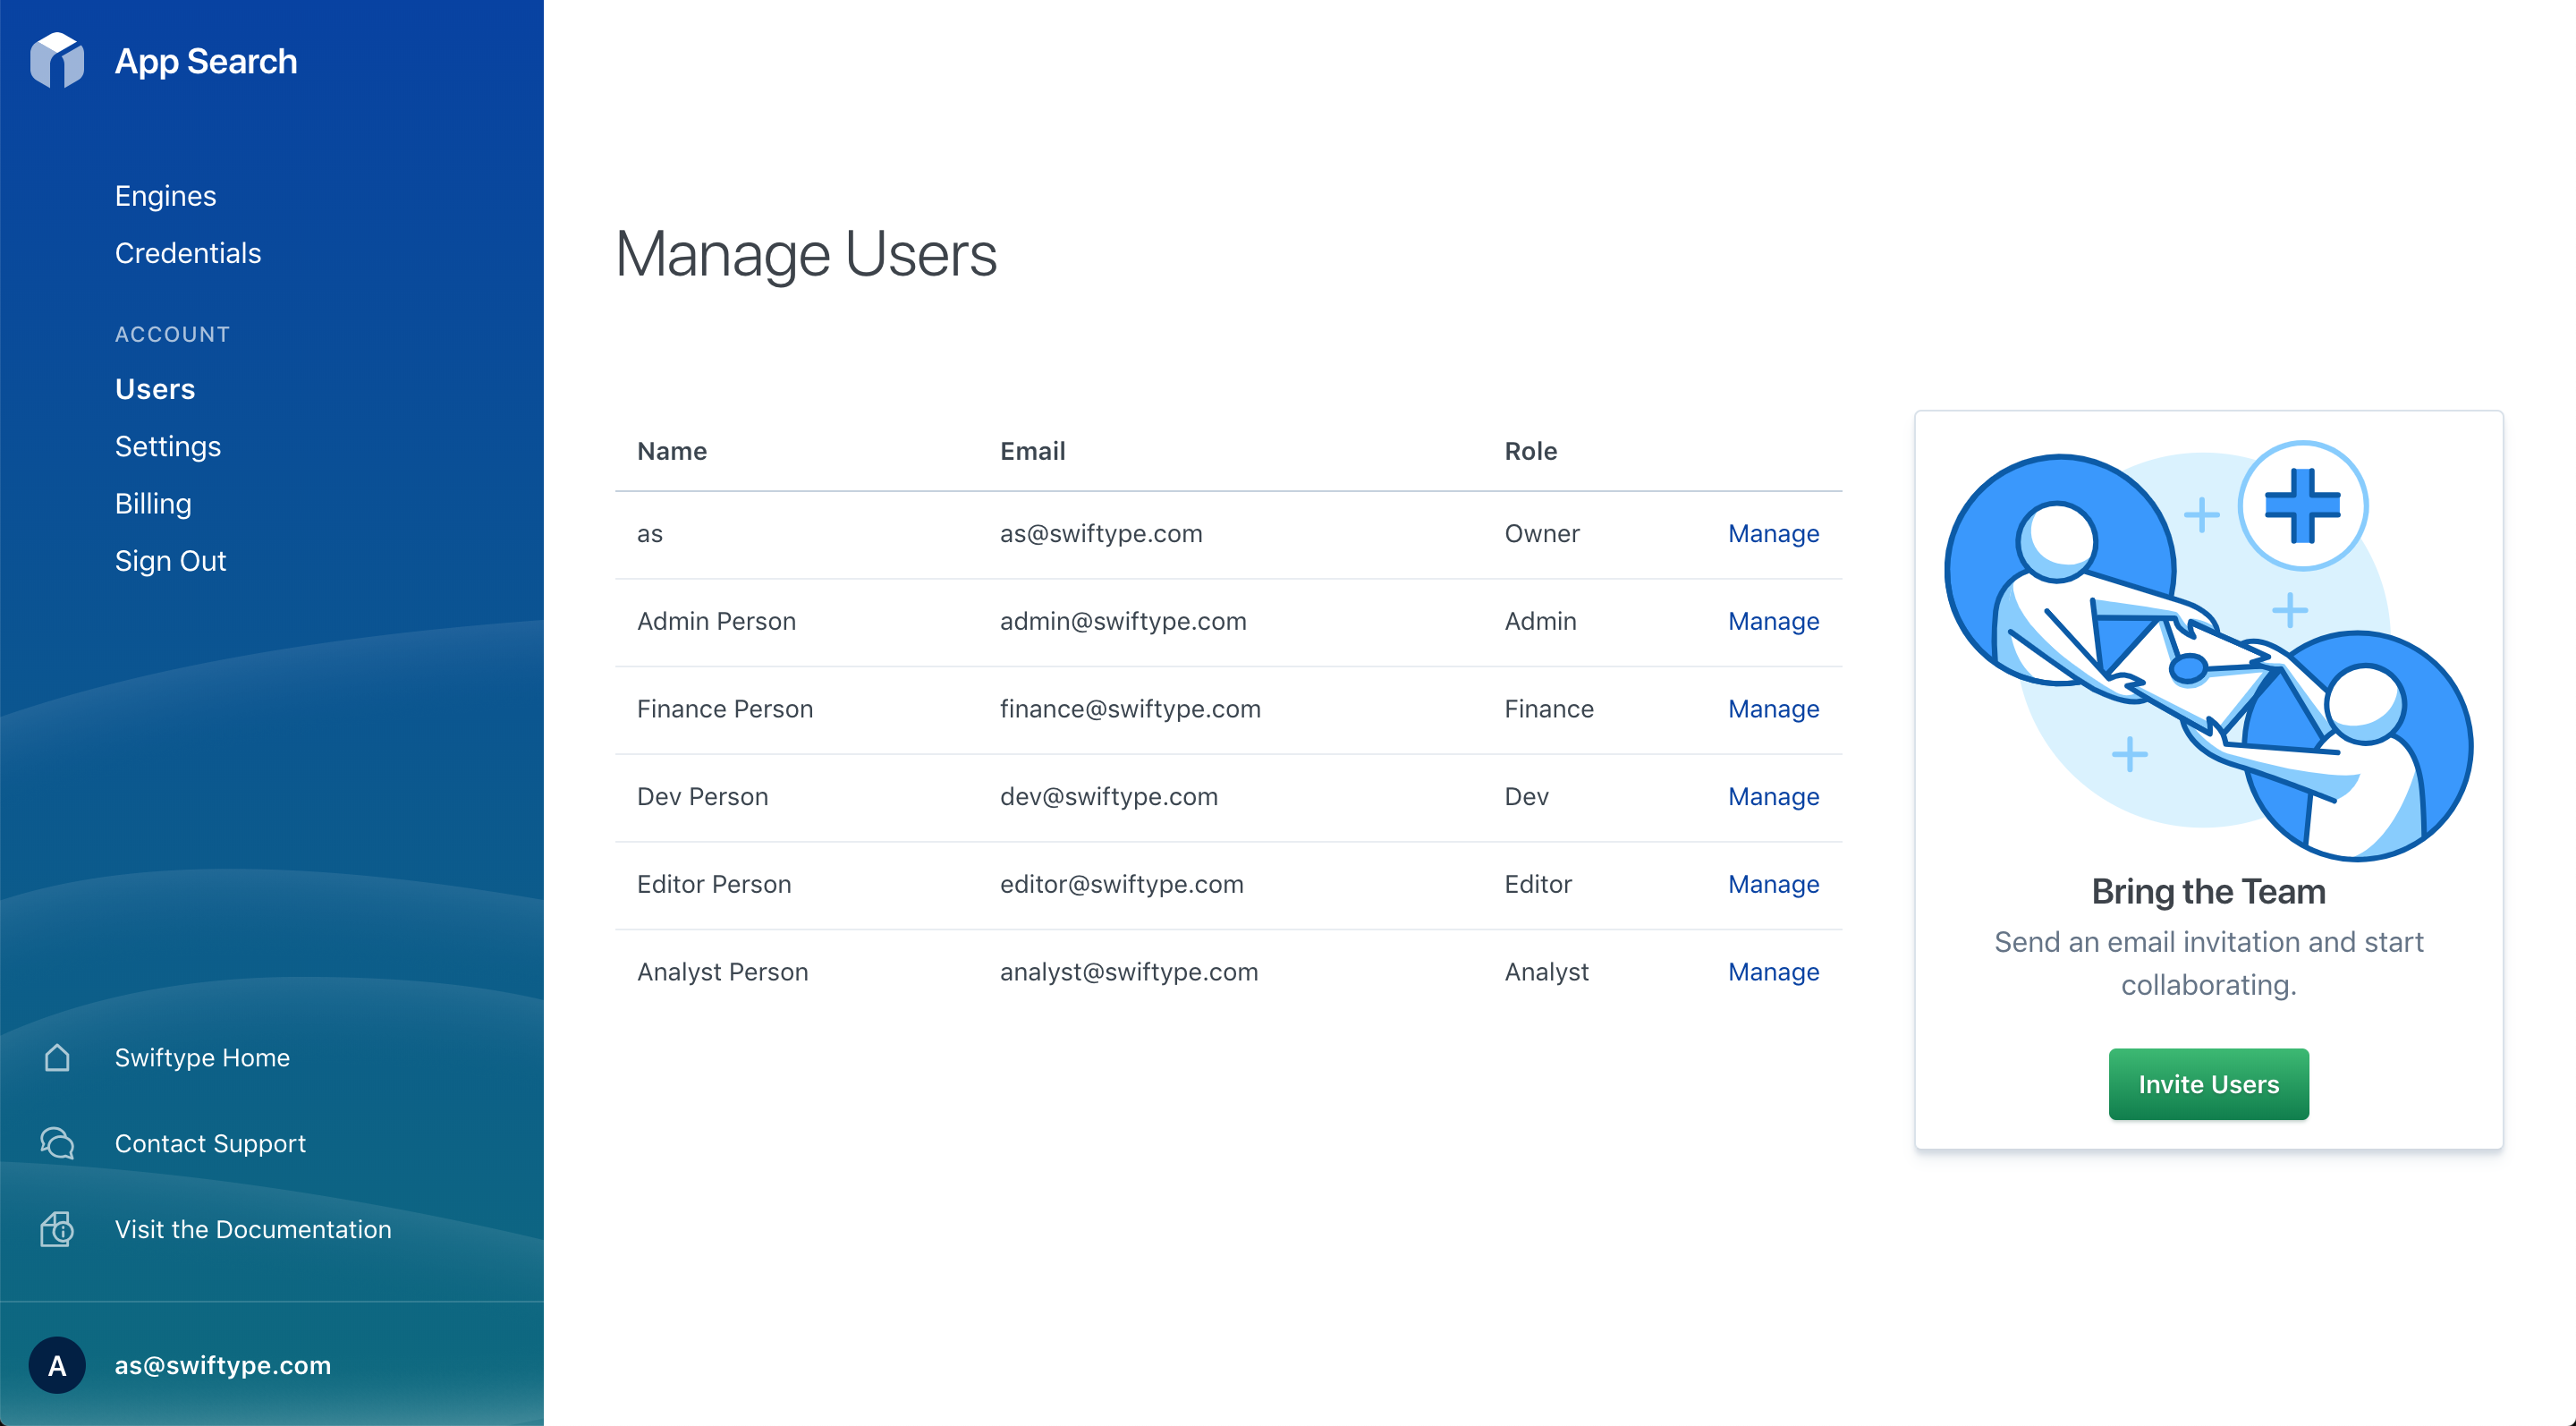 App Search
Engines
Credentials
ACCOUNT
Users
Settings
Billing
Sign Out
Swiftype Home
Contact Support
Visit the Documentation
A as@swiftype.com
Manage Users
Name Email Role
as as@swiftype.com Owner Manage
Admin Person admin@swiftype.com Admin Manage
Finance Person finance@swiftype.com Finance Manage
Dev Person dev@swiftype.com Dev Manage
Editor Person editor@swiftype.com Editor Manage
Analyst Person analyst@swiftype.com Analyst Manage
Bring the Team
Send an email invitation and start
collaborating.
Invite Users